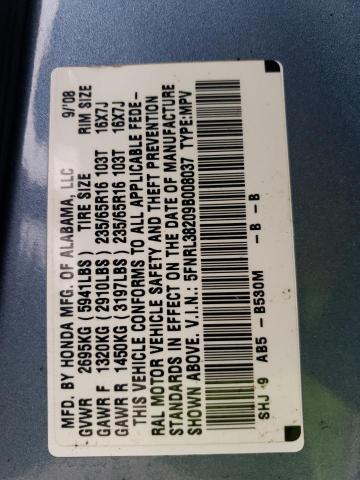 MFD. BY HONDA MFG. OF ALABAMA, LLC 9/'08
GVWR 2695KG (5941LBS) TIRE SIZE RIM SIZE
GAWR F 1320KG (2910LBS) 235/65R16 103T 16X7J
GAWR R 1450KG (3197LBS) 235/65R16 103T 16X7J
THIS VEHICLE CONFORMS TO ALL APPLICABLE FEDE-
RAL MOTOR VEHICLE SAFETY AND THEFT PREVENTION
STANDARDS IN EFFECT ON THE DATE OF MANUFACTURE
SHOWN ABOVE. V.I.N.: 5FNRL38209B008037 TYPE:MPV
SHJ 9 AB5 - B530M - B - B